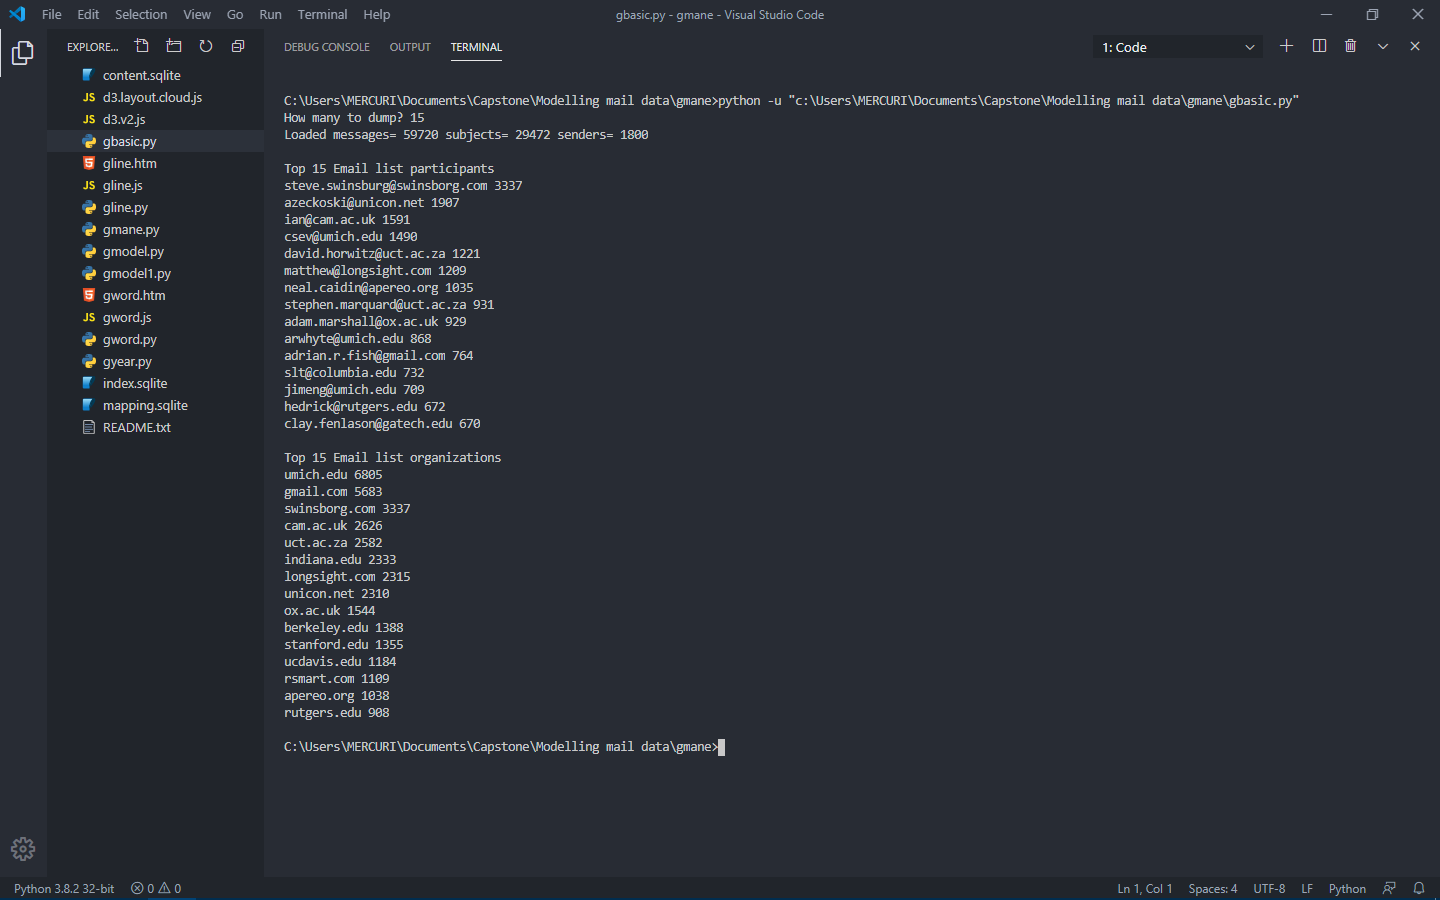 File Edit Selection View Go Run Terminal Help gbasic.py - gmane - Visual Studio Code
EXPLORE...
content.sqlite
JS d3.layout.cloud.js
JS d3.v2.js
gbasic.py
gline.htm
JS gline.js
gline.py
gmane.py
gmodel.py
gmodel1.py
gword.htm
JS gword.js
gword.py
gyear.py
index.sqlite
mapping.sqlite
README.txt
DEBUG CONSOLE OUTPUT TERMINAL 1: Code
C:\Users\MERCURI\Documents\Capstone\Modelling mail data\gmane>python -u "c:\Users\MERCURI\Documents\Capstone\Modelling mail data\gmane\gbasic.py"
How many to dump? 15
Loaded messages= 59720 subjects= 29472 senders= 1800
Top 15 Email list participants
steve.swinsburg@swinsborg.com 3337
azeckoski@unicon.net 1907
ian@cam.ac.uk 1591
csev@umich.edu 1490
david.horwitz@uct.ac.za 1221
matthew@longsight.com 1209
neal.caidin@apereo.org 1035
stephen.marquard@uct.ac.za 931
adam.marshall@ox.ac.uk 929
arwhyte@umich.edu 868
adrian.r.fish@gmail.com 764
slt@columbia.edu 732
jimeng@umich.edu 709
hedrick@rutgers.edu 672
clay.fenlason@gatech.edu 670
Top 15 Email list organizations
umich.edu 6805
gmail.com 5683
swinsborg.com 3337
cam.ac.uk 2626
uct.ac.za 2582
indiana.edu 2333
longsight.com 2315
unicon.net 2310
ox.ac.uk 1544
berkeley.edu 1388
stanford.edu 1355
ucdavis.edu 1184
rsmart.com 1109
apereo.org 1038
rutgers.edu 908
C:\Users\MERCURI\Documents\Capstone\Modelling mail data\gmane>
Python 3.8.2 32-bit 0 0 Ln 1, Col 1 Spaces: 4 UTF-8 LF Python